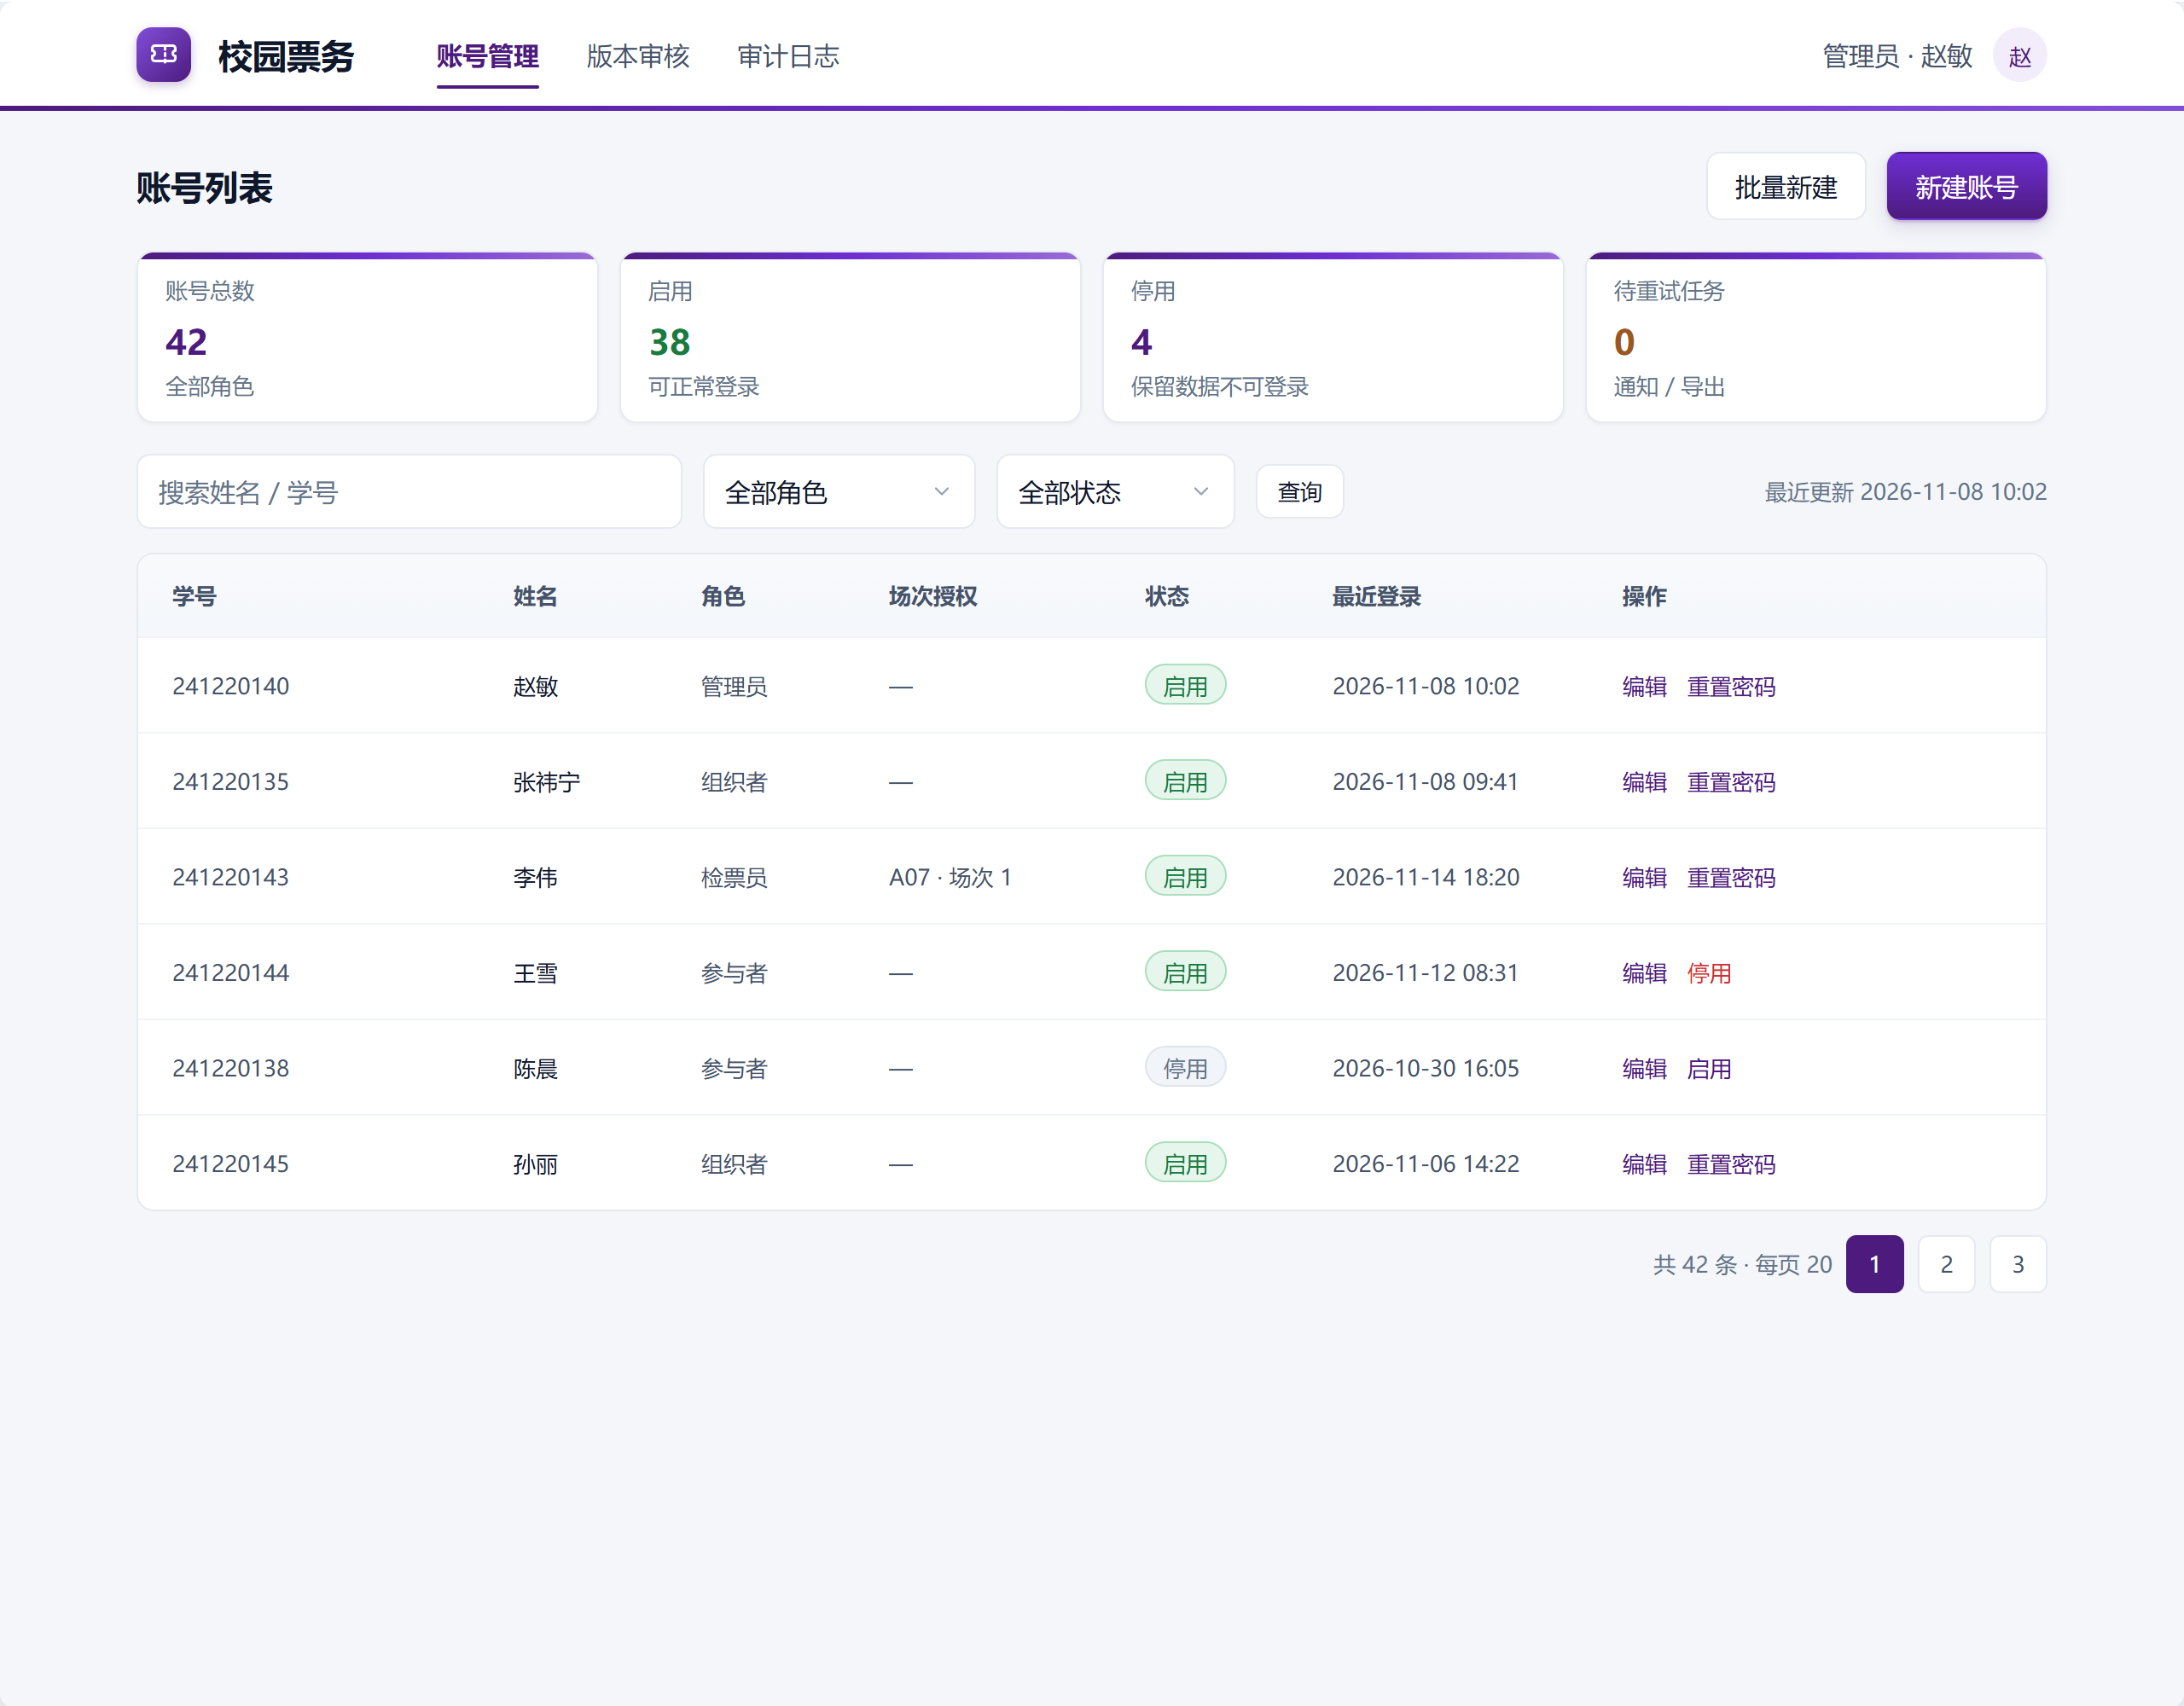 校园票务 账号管理 版本审核 审计日志 管理员 · 赵敏 赵
账号列表 批量新建 新建账号
账号总数 启用 停用 待重试任务
42 38 4 0
全部角色 可正常登录 保留数据不可登录 通知 / 导出
搜索姓名 / 学号 全部角色 全部状态 查询 最近更新 2026-11-08 10:02
学号 姓名 角色 场次授权 状态 最近登录 操作
241220140 赵敏 管理员 — 启用 2026-11-08 10:02 编辑 重置密码
241220135 张祎宁 组织者 — 启用 2026-11-08 09:41 编辑 重置密码
241220143 李伟 检票员 A07 · 场次 1 启用 2026-11-14 18:20 编辑 重置密码
241220144 王雪 参与者 — 启用 2026-11-12 08:31 编辑 停用
241220138 陈晨 参与者 — 停用 2026-10-30 16:05 编辑 启用
241220145 孙丽 组织者 — 启用 2026-11-06 14:22 编辑 重置密码
共 42 条 · 每页 20 1 2 3